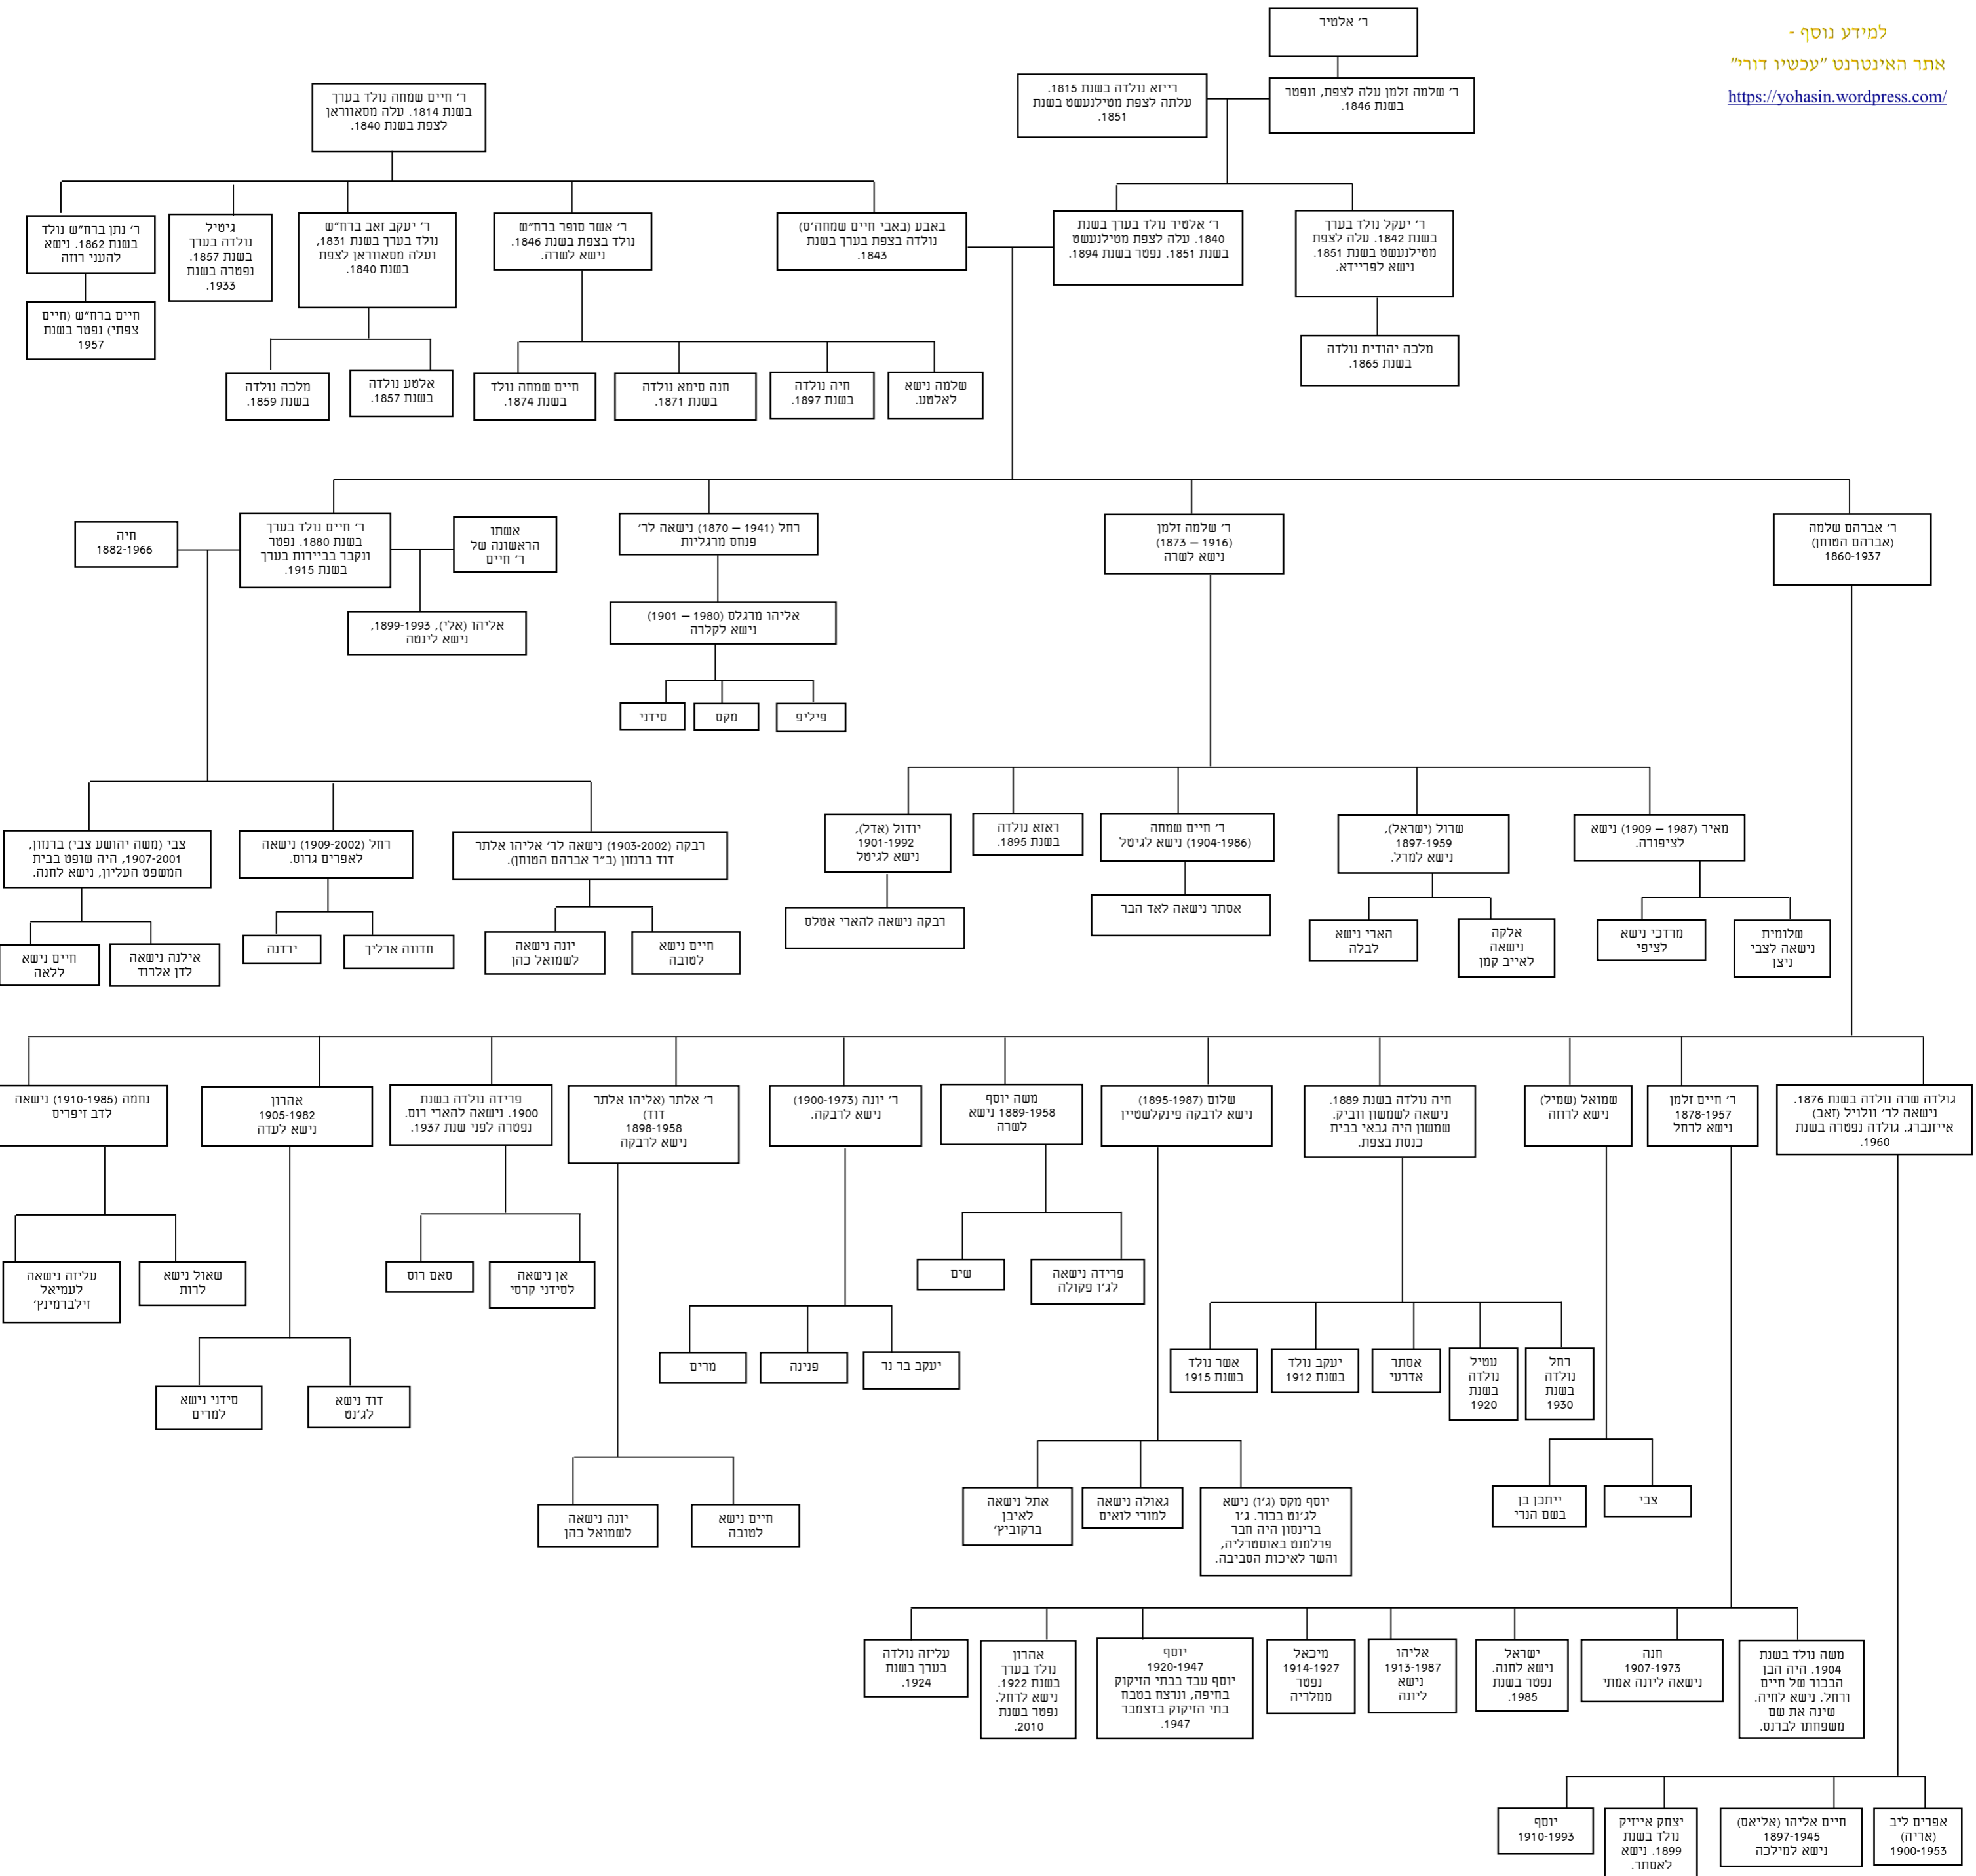 למידע נוסף -
אתר האינטרנט "עכשיו דורי"
https://yohasin.wordpress.com/
ר' אלטיר
ר' שלמה זלמן עלה לצפת, ונפטר
בשנת 1846.
רייזא נולדה בשנת 1815.
עלתה לצפת מטילנעשט בשנת
1851.
ר' חיים שמחה נולד בערך
בשנת 1814. עלה מסאווראן
לצפת בשנת 1840.
ר' יעקל נולד בערך
בשנת 1842. עלה לצפת
מטילנעשט בשנת 1851.
נישא לפריידא.
ר' אלטיר נולד בערך בשנת
1840. עלה לצפת מטילנעשט
בשנת 1851. נפטר בשנת 1894.
באבע (באבי חיים שמחה'ס)
נולדה בצפת בערך בשנת
1843.
ר' אשר סופר ברח"ש
נולד בצפת בשנת 1846.
נישא לשרה.
ר' יעקב זאב ברח"ש
נולד בערך בשנת 1831,
ועלה מסאווראן לצפת
בשנת 1840.
גיטיל
נולדה בערך
בשנת 1857.
נפטרה בשנת
1933.
ר' נתן ברח"ש נולד
בשנת 1862. נישא
להעני רוזה
חיים ברח"ש (חיים
צפתי) נפטר בשנת
1957
מלכה יהודית נולדה
בשנת 1865.
שלמה נישא
לאלטע.
חיה נולדה
בשנת 1897.
חנה סימא נולדה
בשנת 1871.
חיים שמחה נולד
בשנת 1874.
אלטע נולדה
בשנת 1857.
מלכה נולדה
בשנת 1859.
ר' אברהם שלמה
(אברהם הטוחן)
1860-1937
ר' שלמה זלמן
(1873 – 1916)
נישא לשרה
רחל (1941 – 1870) נישאה לר'
פנחס מרגליות
אשתו
הראשונה של
ר' חיים
ר' חיים נולד בערך
בשנת 1880. נפטר
ונקבר בביירות בערך
בשנת 1915.
חיה
1882-1966
אליהו (אלי), 1899-1993,
נישא לינטה
אליהו מרגלס (1980 – 1901)
נישא לקלרה
פיליפ
מקס
סידני
מאיר (1987 – 1909) נישא
לציפורה.
שרול (ישראל),
1897-1959
נישא למרל.
ר' חיים שמחה
(1904-1986) נישא לגיטל
ראזא נולדה
בשנת 1895.
יודול (אדל),
1901-1992
נישא לגיטל
רבקה (1903-2002) נישאה לר' אליהו אלתר
דוד ברנזון (ב"ר אברהם הטוחן).
רחל (1909-2002) נישאה
לאפרים גרוס.
צבי (משה יהושע צבי) ברנזון,
1907-2001, היה שופט בבית
המשפט העליון, נישא לחנה.
שלומית
נישאה לצבי
ניצן
מרדכי נישא
לציפי
אלקה
נישאה
לאייב קמן
הארי נישא
לבלה
אסתר נישאה לאד הבר
רבקה נישאה להארי אטלס
חיים נישא
לטובה
יונה נישאה
לשמואל כהן
חדווה ארליך
ירדנה
אילנה נישאה
לדן אלרוד
חיים נישא
ללאה
גולדה שרה נולדה בשנת 1876.
נישאה לר' וולויל (זאב)
אייזנברג. גולדה נפטרה בשנת
1960.
ר' חיים זלמן
1878-1957
נישא לרחל
שמואל (שמיל)
נישא לרוזה
חיה נולדה בשנת 1889.
נישאה לשמשון ווביק.
שמשון היה גבאי בבית
כנסת בצפת.
שלום (1895-1987)
נישא לרבקה פינקלשטיין
משה יוסף
1889-1958 נישא
לשרה
ר' יונה (1900-1973)
נישא לרבקה.
ר' אלתר (אליהו אלתר
דוד)
1898-1958
נישא לרבקה
פרידה נולדה בשנת
1900. נישאה להארי רוס.
נפטרה לפני שנת 1937.
אהרון
1905-1982
נישא לעדה
נחמה (1910-1985) נישאה
לדב זיפריס
פרידה נישאה
לג'ו פקולה
שים
אן נישאה
לסידני קרסי
סאם רוס
שאול נישא
לרות
עליזה נישאה
לעמיאל
זילברמינץ'
רחל
נולדה
בשנת
1930
עטיל
נולדה
בשנת
1920
אסתר
אדרעי
יעקב נולד
בשנת 1912
אשר נולד
בשנת 1915
יעקב בר נר
פנינה
מרים
דוד נישא
לג'נט
סידני נישא
למרים
צבי
ייתכן בן
בשם הנרי
יוסף מקס (ג'ו) נישא
לג'נט בכור. ג'ו
ברינסון היה חבר
פרלמנט באוסטרליה,
והשר לאיכות הסביבה.
גאולה נישאה
למורי לואיס
אתל נישאה
לאיבן
ברקוביץ'
חיים נישא
לטובה
יונה נישאה
לשמואל כהן
משה נולד בשנת
1904. היה הבן
הבכור של חיים
ורחל. נישא לחיה.
שינה את שם
משפחתו לברנס.
חנה
1907-1973
נישאה ליונה אמתי
ישראל
נישא לחנה.
נפטר בשנת
1985.
אליהו
1913-1987
נישא
ליונה
מיכאל
1914-1927
נפטר
ממלריה
יוסף
1920-1947
יוסף עבד בבתי הזיקוק
בחיפה, ונרצח בטבח
בתי הזיקוק בדצמבר
1947.
אהרון
נולד בערך
בשנת 1922.
נישא לרחל.
נפטר בשנת
2010.
עליזה נולדה
בערך בשנת
1924.
אפרים ליב
(אריה)
1900-1953
חיים אליהו (אליאס)
1897-1945
נישא למילכה
יצחק אייזיק
נולד בשנת
1899. נישא
לאסתר.
יוסף
1910-1993